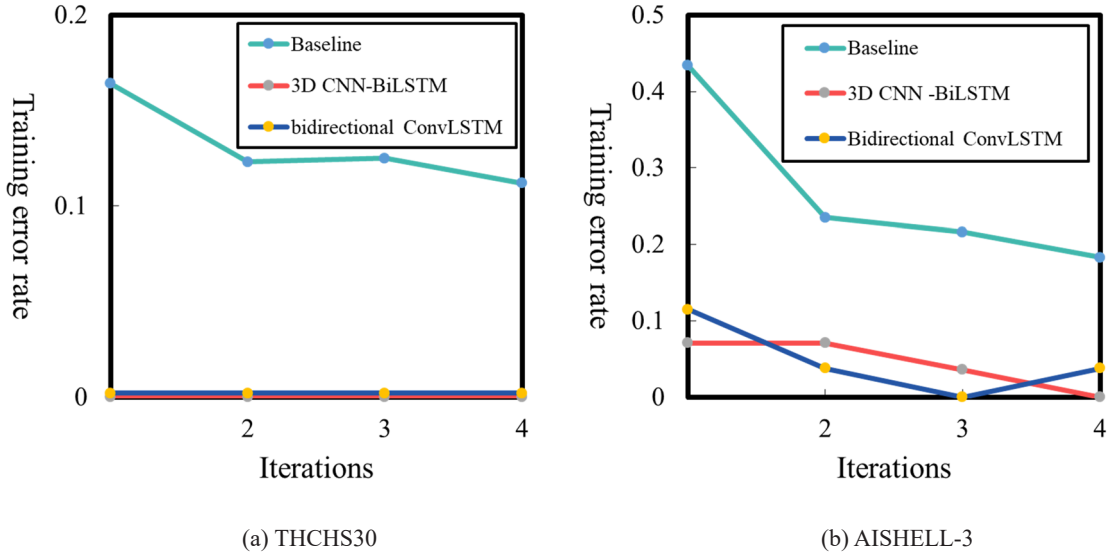 0.2
0.1
0
Training error rate
Baseline
3D CNN-BiLSTM
bidirectional ConvLSTM
2 3 4
Iterations
(a) THCHS30
0.5
0.4
0.3
0.2
0.1
0
Training error rate
Baseline
3D CNN -BiLSTM
Bidirectional ConvLSTM
2 3 4
Iterations
(b) AISHELL-3